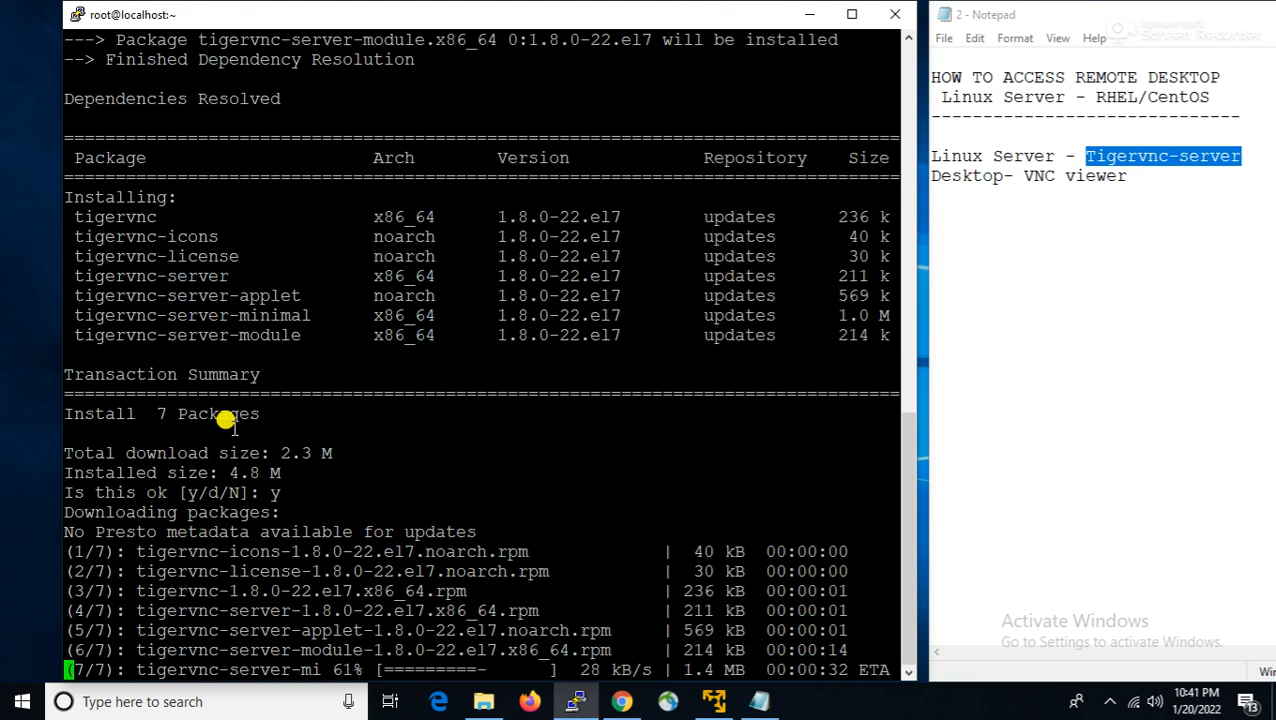 root@localhost:~
---> Package tigervnc-server-module.x86_64 0:1.8.0-22.el7 will be installed
--> Finished Dependency Resolution
Dependencies Resolved
================================================================================
Package Arch Version Repository Size
================================================================================
Installing:
tigervnc x86_64 1.8.0-22.el7 updates 236 k
tigervnc-icons noarch 1.8.0-22.el7 updates 40 k
tigervnc-license noarch 1.8.0-22.el7 updates 30 k
tigervnc-server x86_64 1.8.0-22.el7 updates 211 k
tigervnc-server-applet noarch 1.8.0-22.el7 updates 569 k
tigervnc-server-minimal x86_64 1.8.0-22.el7 updates 1.0 M
tigervnc-server-module x86_64 1.8.0-22.el7 updates 214 k
Transaction Summary
================================================================================
Install 7 Packages
Total download size: 2.3 M
Installed size: 4.8 M
Is this ok [y/d/N]: y
Downloading packages:
No Presto metadata available for updates
(1/7): tigervnc-icons-1.8.0-22.el7.noarch.rpm | 40 kB 00:00:00
(2/7): tigervnc-license-1.8.0-22.el7.noarch.rpm | 30 kB 00:00:00
(3/7): tigervnc-1.8.0-22.el7.x86_64.rpm | 236 kB 00:00:01
(4/7): tigervnc-server-1.8.0-22.el7.x86_64.rpm | 211 kB 00:00:01
(5/7): tigervnc-server-applet-1.8.0-22.el7.noarch.rpm | 569 kB 00:00:01
(6/7): tigervnc-server-module-1.8.0-22.el7.x86_64.rpm | 214 kB 00:00:14
(7/7): tigervnc-server-mi 61% [=========- ] 28 kB/s | 1.4 MB 00:00:32 ETA
2 - Notepad
File Edit Format View Help
Screen Recorder
HOW TO ACCESS REMOTE DESKTOP
Linux Server - RHEL/CentOS
------------------------------
Linux Server - Tigervnc-server
Desktop- VNC viewer
Activate Windows
Go to Settings to activate Windows.
Win
Type here to search
10:41 PM
1/20/2022
13